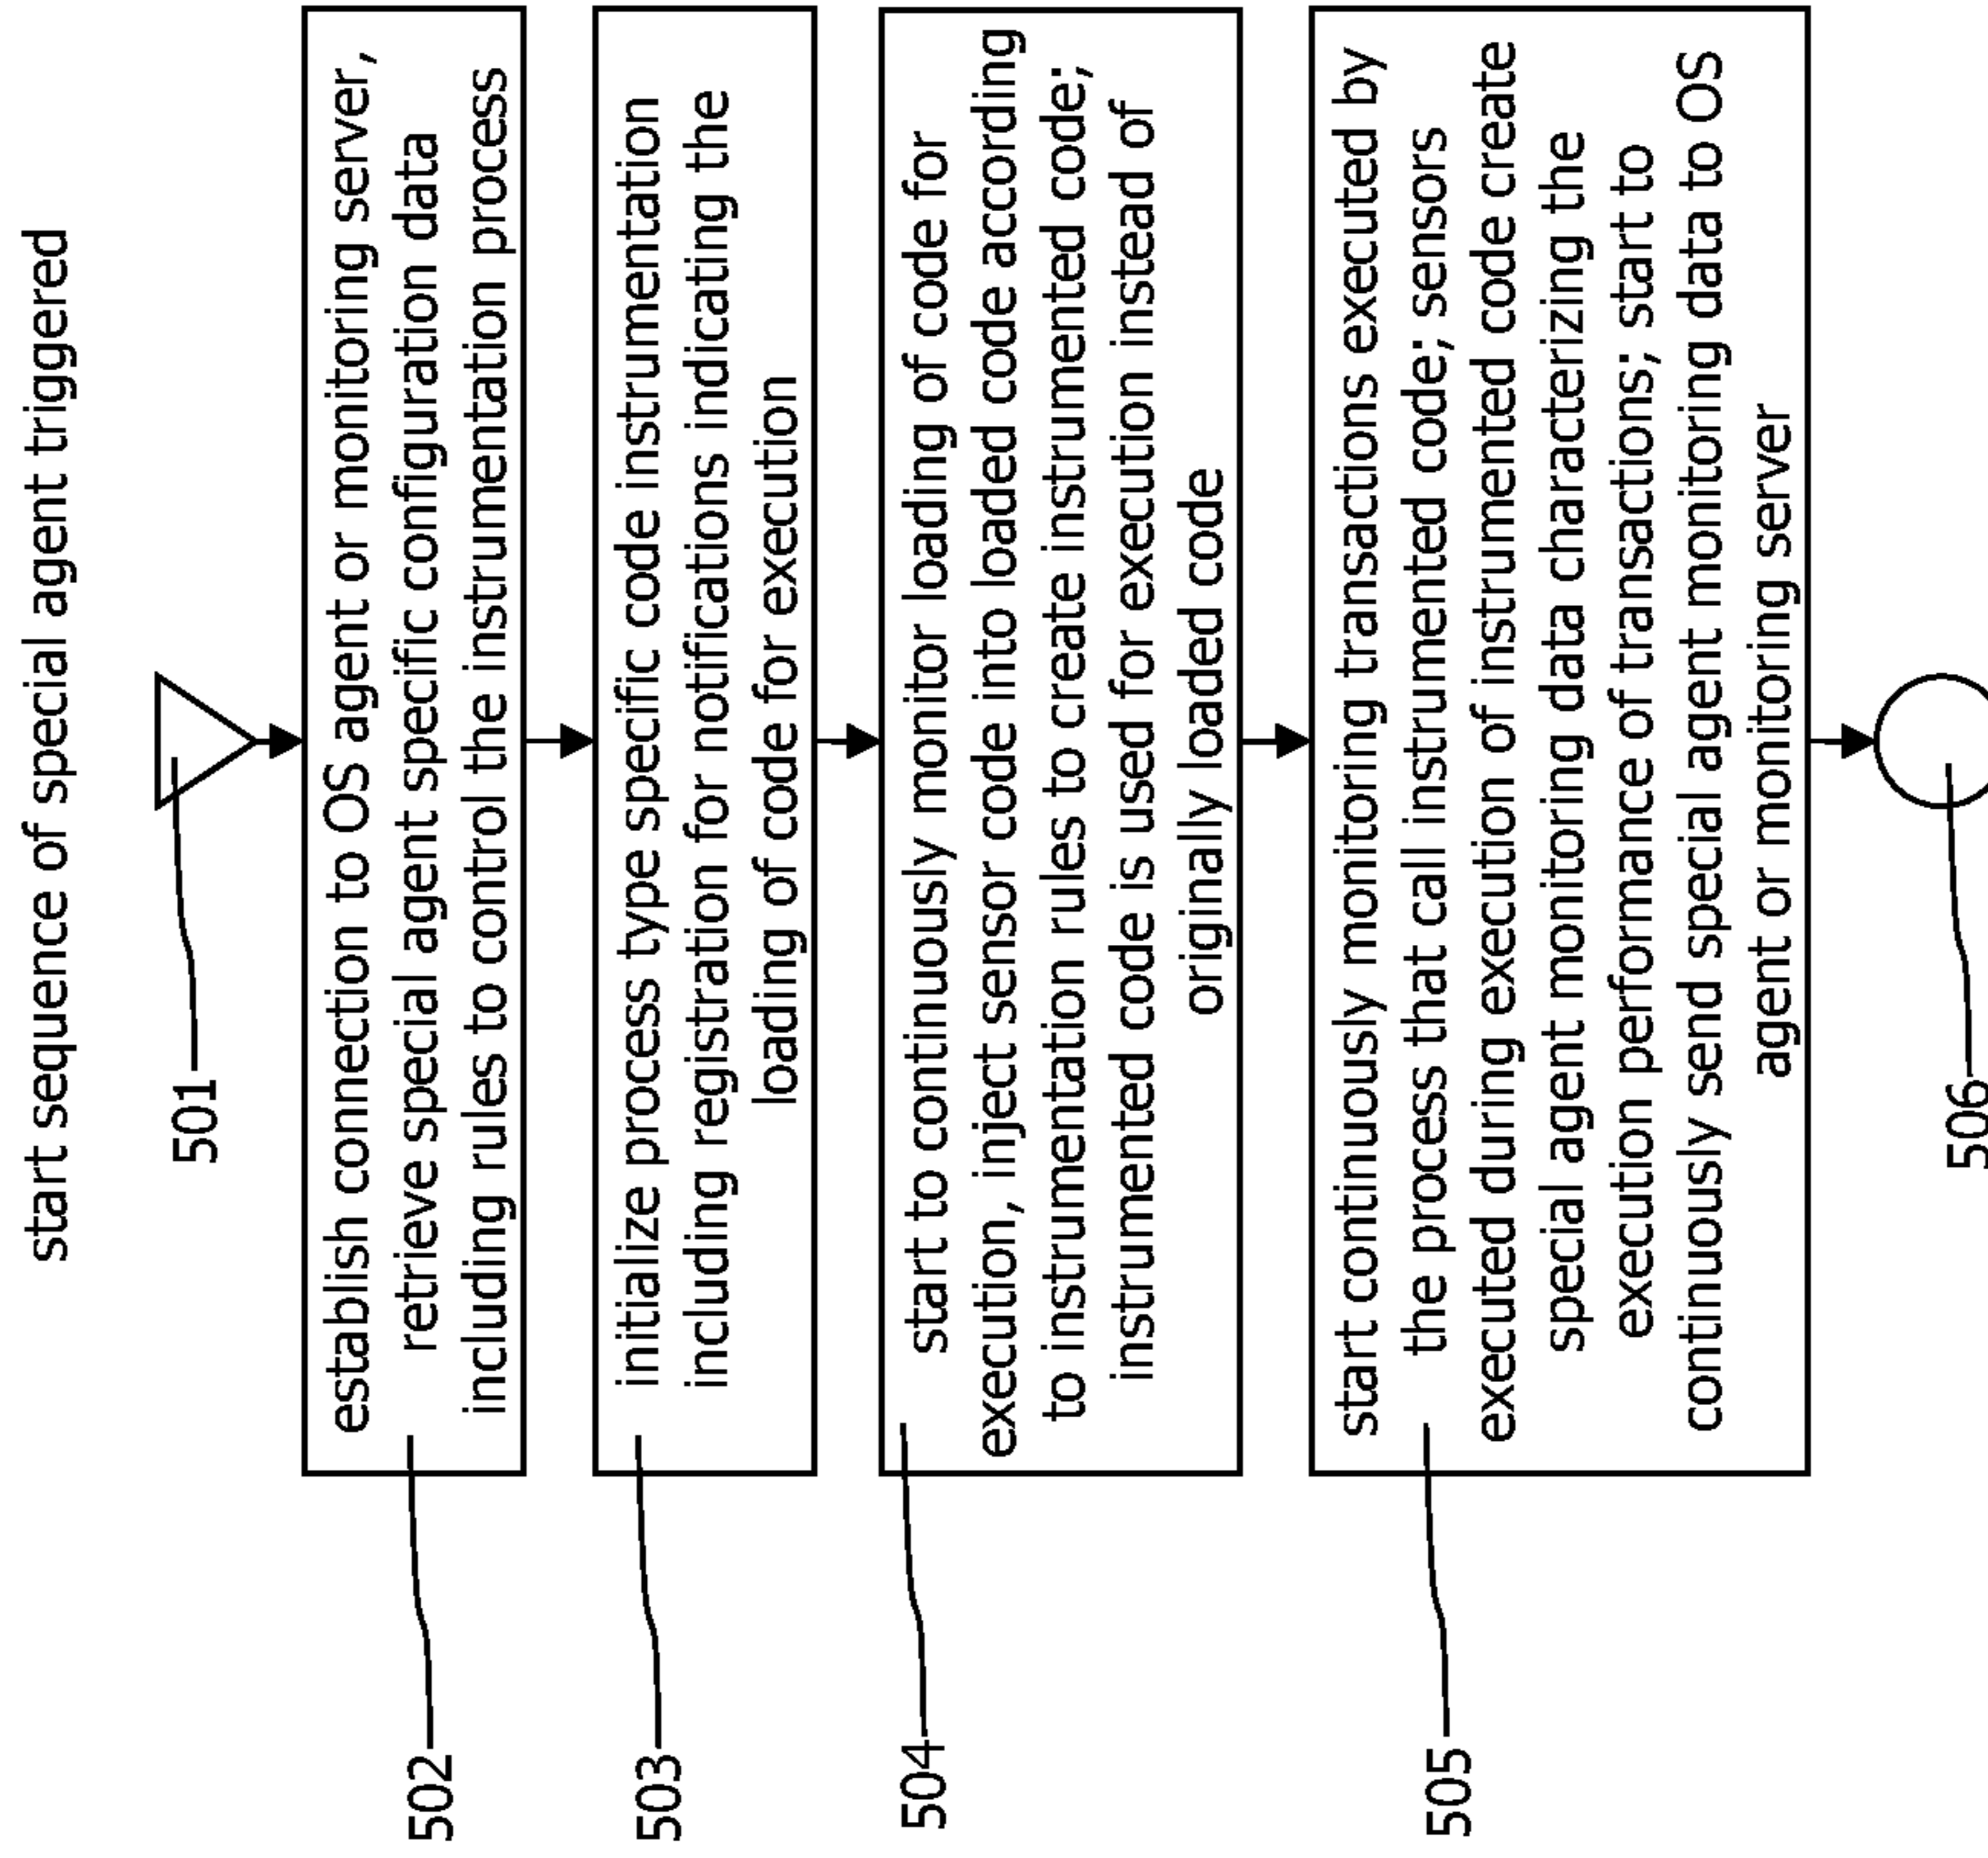 start sequence of special agent triggered
501
establish connection to OS agent or monitoring server,
retrieve special agent specific configuration data
including rules to control the instrumentation process
502
initialize process type specific code instrumentation
including registration for notifications indicating the
loading of code for execution
503
start to continuously monitor loading of code for
execution, inject sensor code into loaded code according
to instrumentation rules to create instrumented code;
instrumented code is used for execution instead of
originally loaded code
504
start continuously monitoring transactions executed by
the process that call instrumented code; sensors
executed during execution of instrumented code create
special agent monitoring data characterizing the
execution performance of transactions; start to
continuously send special agent monitoring data to OS
agent or monitoring server
505
506